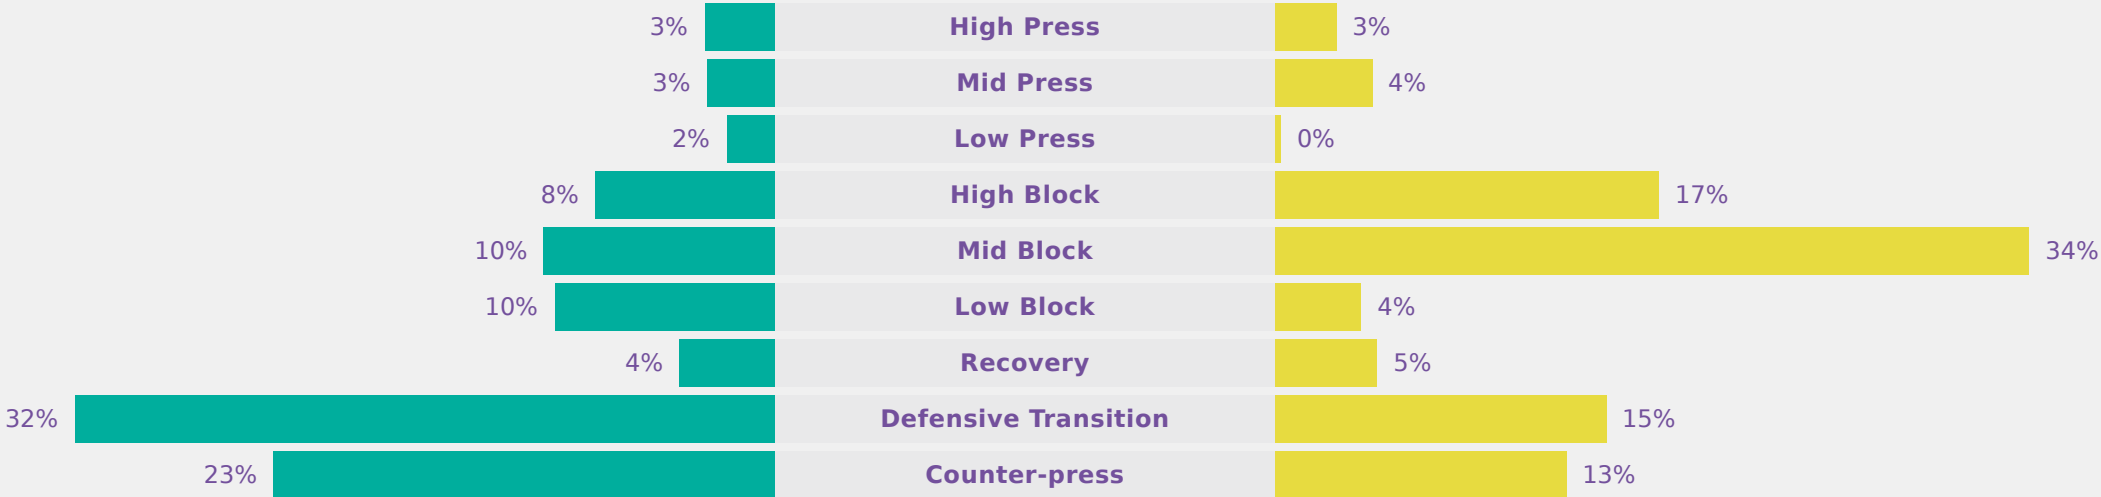 3% High Press 3%
3% Mid Press 4%
2% Low Press 0%
8% High Block 17%
10% Mid Block 34%
10% Low Block 4%
4% Recovery 5%
32% Defensive Transition 15%
23% Counter-press 13%